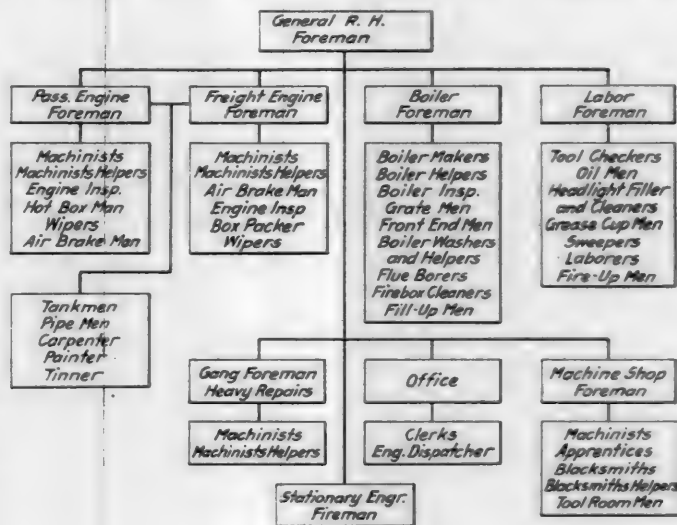 General R. H.
Foreman
Pass. Engine
Foreman
Freight Engine
Foreman
Boiler
Foreman
Labor
Foreman
Machinists
Machinists Helpers
Engine Insp.
Hot Box Man
Wipers
Air Brake Man
Machinists
Machinists Helpers
Air Brake Man
Engine Insp
Box Packer
Wipers
Boiler Makers
Boiler Helpers
Boiler Insp.
Grate Men
Front End Men
Boiler Washers
and Helpers
Flue Borers
Firebox Cleaners
Fill-Up Men
Tool Checkers
Oil Men
Headlight Filler
and Cleaners
Grease Cup Men
Sweepers
Laborers
Fire-Up Men
Tankmen
Pipe Men
Carpenter
Painter
Tinner
Gang Foreman
Heavy Repairs
Office
Machine Shop
Foreman
Machinists
Machinists Helpers
Clerks
Eng. Dispatcher
Machinists
Apprentices
Blacksmiths
Blacksmiths Helpers
Tool Room Men
Stationary Engr.
Fireman